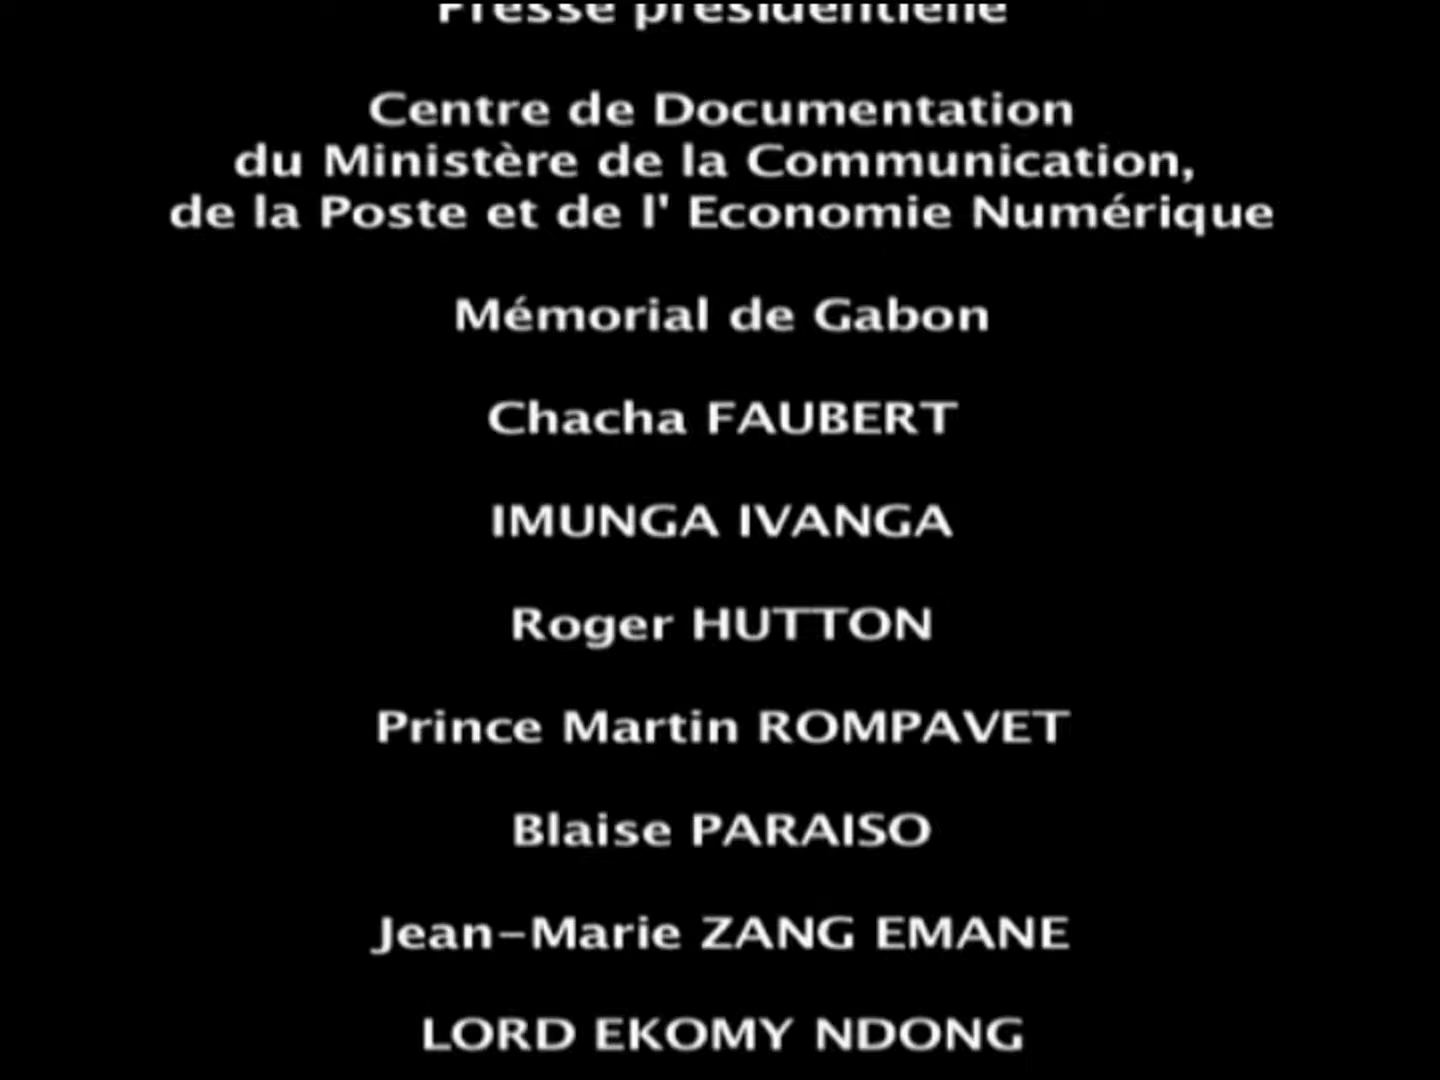 Presse présidentielle
Centre de Documentation
du Ministère de la Communication,
de la Poste et de l' Economie Numérique
Mémorial de Gabon
Chacha FAUBERT
IMUNGA IVANGA
Roger HUTTON
Prince Martin ROMPAVET
Blaise PARAISO
Jean-Marie ZANG EMANE
LORD EKOMY NDONG